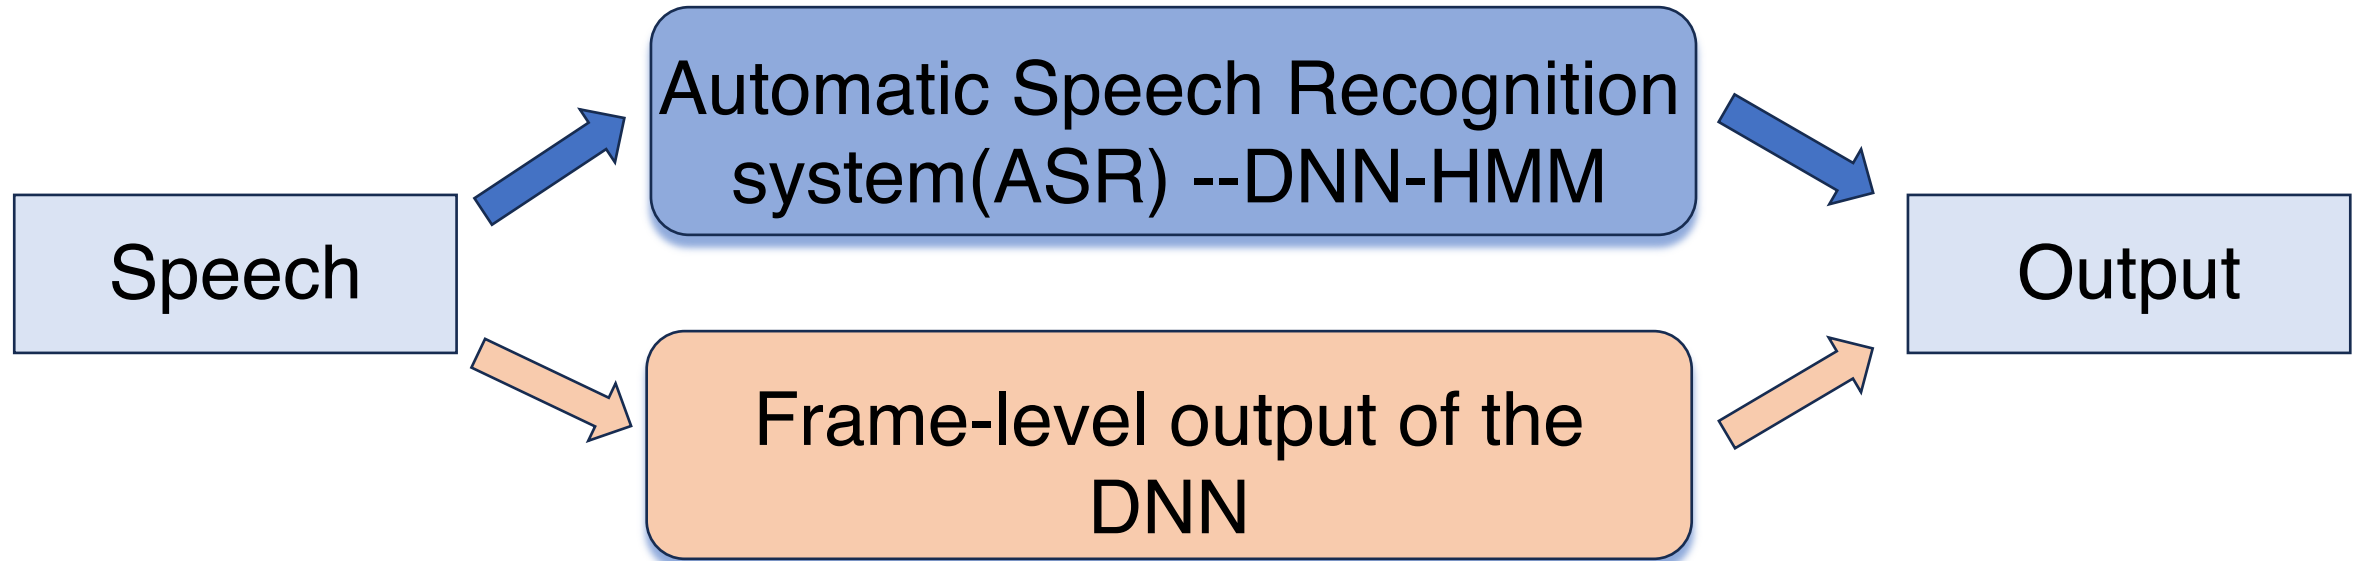 Speech
Automatic Speech Recognition
system(ASR) --DNN-HMM
Frame-level output of the
DNN
Output